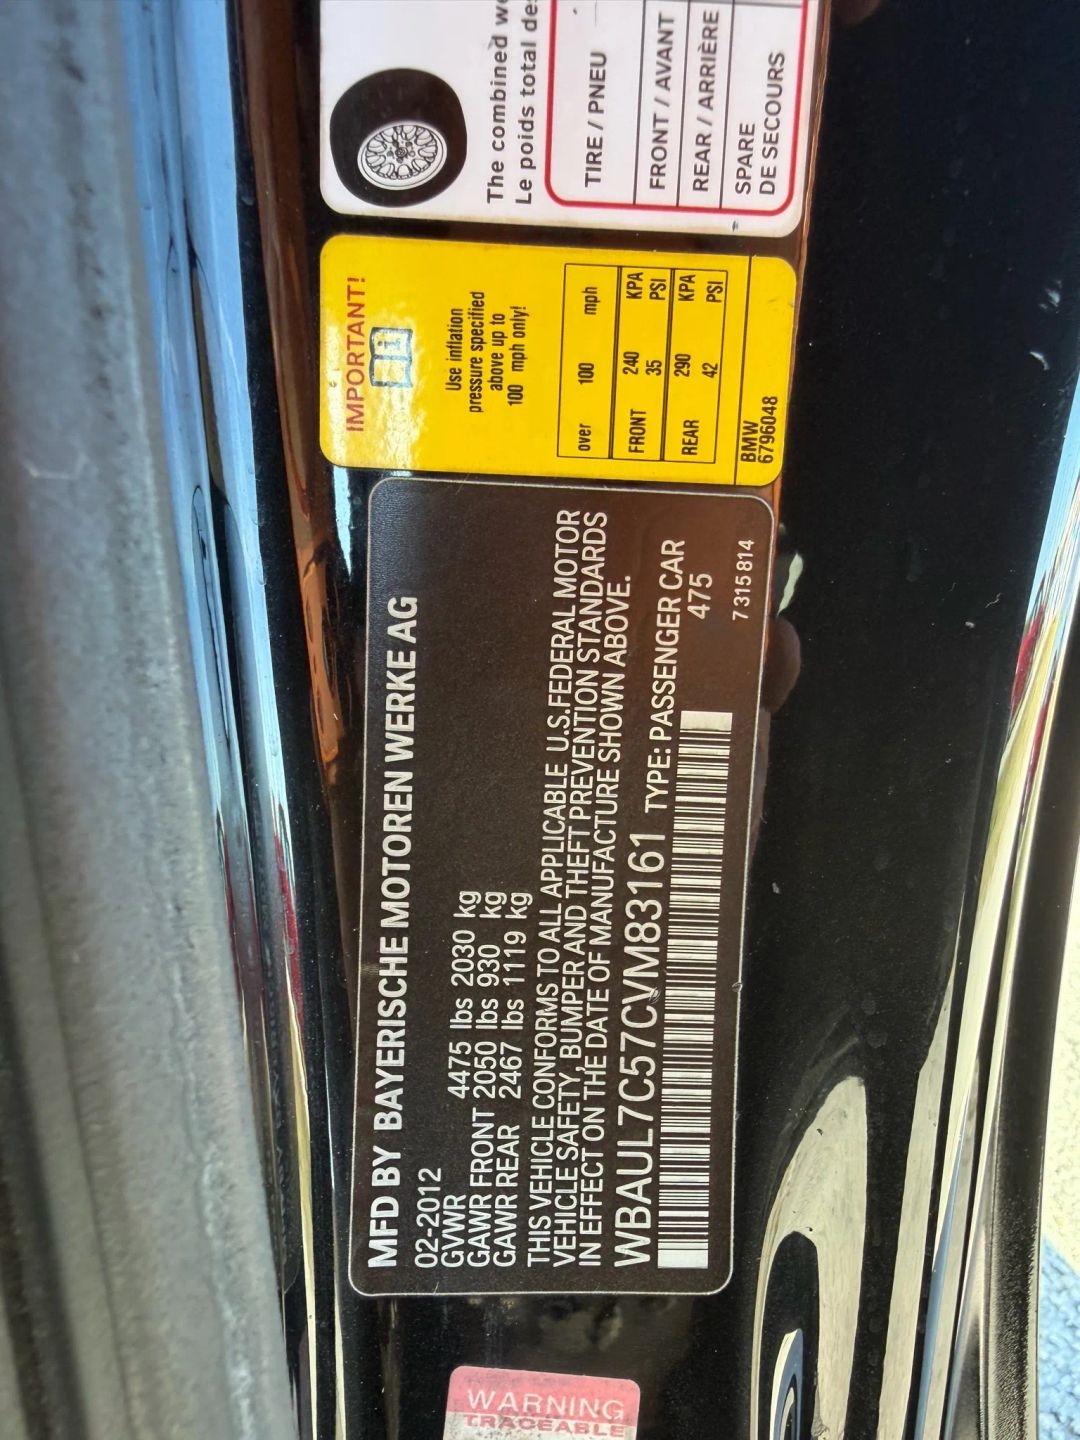 MFD BY BAYERISCHE MOTOREN WERKE AG
02-2012
GVWR 4475 lbs 2030 kg
GAWR FRONT 2050 lbs 930 kg
GAWR REAR 2467 lbs 1119 kg
THIS VEHICLE CONFORMS TO ALL APPLICABLE U.S.FEDERAL MOTOR
VEHICLE SAFETY, BUMPER AND THEFT PREVENTION STANDARDS
IN EFFECT ON THE DATE OF MANUFACTURE SHOWN ABOVE.
WBAUL7C57CVM83161 TYPE: PASSENGER CAR
475
7 315 814
IMPORTANT!
Use inflation
pressure specified
above up to
100 mph only!
over 100 mph
FRONT 240 KPA
35 PSI
REAR 290 KPA
42 PSI
BMW
6796048
The combined
Le poids total
TIRE / PNEU
FRONT / AVANT
REAR / ARRIÈRE
SPARE
DE SECOURS
WARNING
TRACEABLE